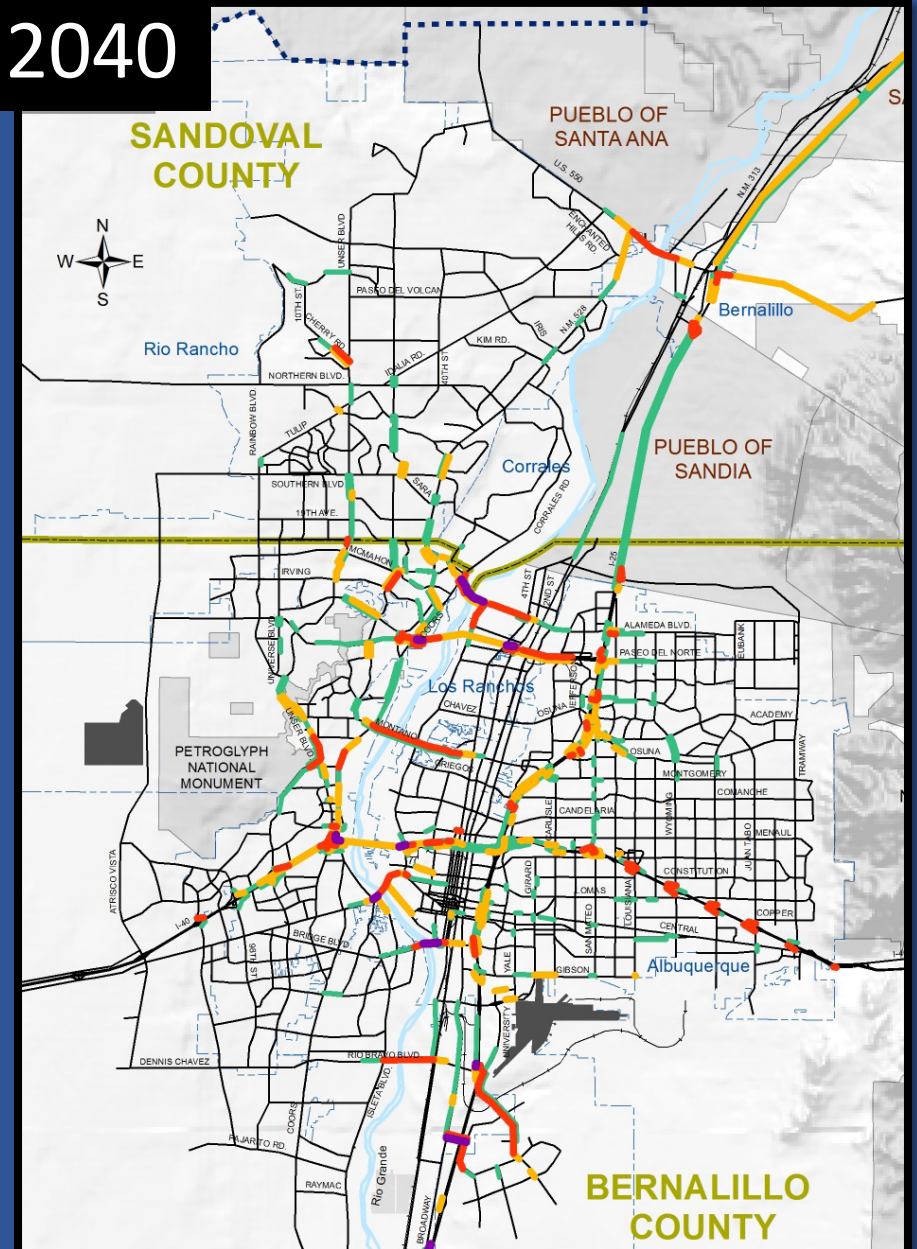 2040
SANDOVAL
COUNTY
PUEBLO OF
SANTA ANA
N
W
E
S
U.S. 550
N.M. 313
ENCHANTED
HILLS RD.
UNSER BLVD
PASEO DEL VOLCAN
10TH ST.
CHERRY RD.
Bernalillo
N.M. 528
IRIS
KIM RD.
Rio Rancho
IDALIA RD.
40TH ST.
NORTHERN BLVD.
RAINBOW BLVD.
TULIP
PUEBLO OF
SANDIA
Corrales
SOUTHERN BLVD
SARA
CORRALES RD
19TH AVE.
MCMAHON
IRVING
I-25
4TH ST
2ND ST
ALAMEDA BLVD.
UNIVERSE BLVD
COORS
EUBANK
PASEO DEL NORTE
Los Ranchos
JEFFERSON
CHAVEZ
OSUNA
ACADEMY
UNSER BLVD.
MONTANO
OSUNA
TRAMWAY
PETROGLYPH
NATIONAL
MONUMENT
GRIEGOS
MONTGOMERY
COMANCHE
CARLISLE
CANDELARIA
WYOMING
JUAN TABO
MENAUL
ATRISCO VISTA
GIRARD
CONSTITUTION
LOMAS
LOUISIANA
SAN MATEO
COPPER
I-40
CENTRAL
BRIDGE BLVD.
98TH ST.
YALE
GIBSON
Albuquerque
UNIVERSITY
RIO BRAVO BLVD.
DENNIS CHAVEZ
ISLETA BLVD.
COORS
PAJARITO RD.
Rio Grande
RAYMAC
BROADWAY
BERNALILLO
COUNTY